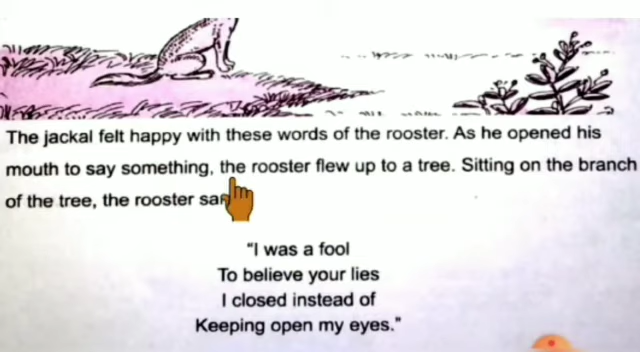 The jackal felt happy with these words of the rooster. As he opened his
mouth to say something, the rooster flew up to a tree. Sitting on the branch
of the tree, the rooster
"I was a fool
To believe your lies
I closed instead of
Keeping open my eyes."